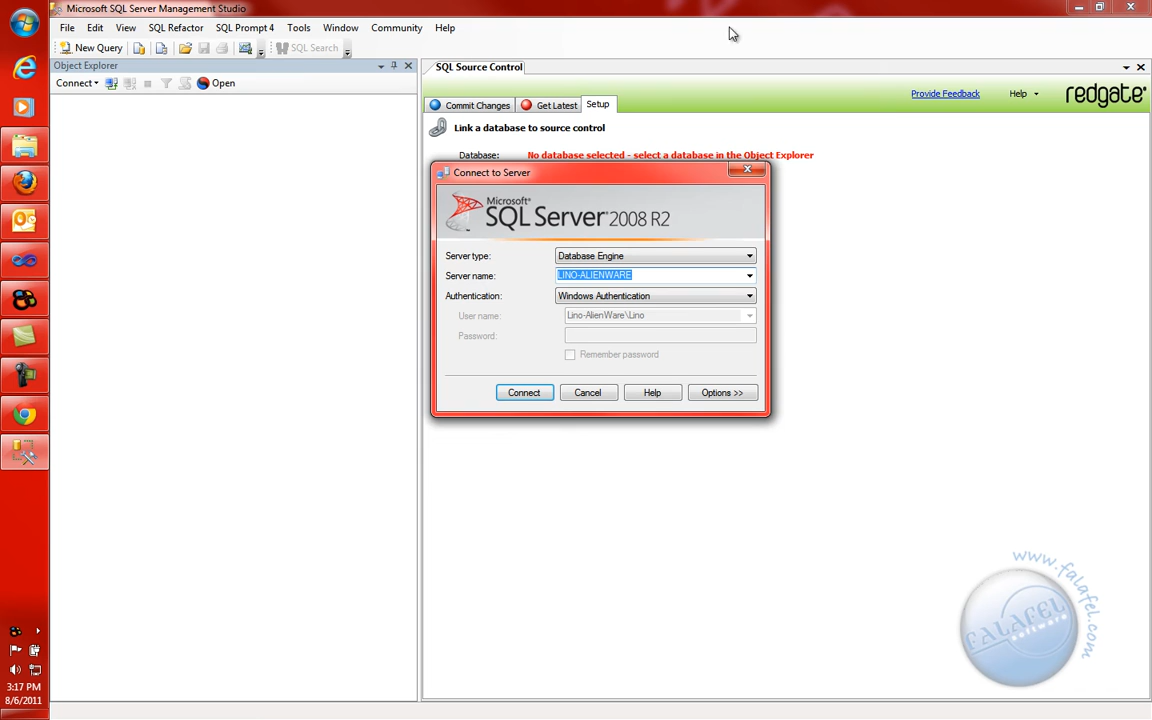 Microsoft SQL Server Management Studio
File Edit View SQL Refactor SQL Prompt 4 Tools Window Community Help
New Query SQL Search
Object Explorer
Connect Open
SQL Source Control
Commit Changes Get Latest Setup
Provide Feedback Help redgate
Link a database to source control
Database: No database selected - select a database in the Object Explorer
Connect to Server
Microsoft
SQL Server 2008 R2
Server type: Database Engine
Server name: LINO-ALIENWARE
Authentication: Windows Authentication
User name: Lino-AlienWare\Lino
Password:
Remember password
Connect Cancel Help Options >>
www.falafel.com
FALAFEL
software
3:17 PM
8/6/2011